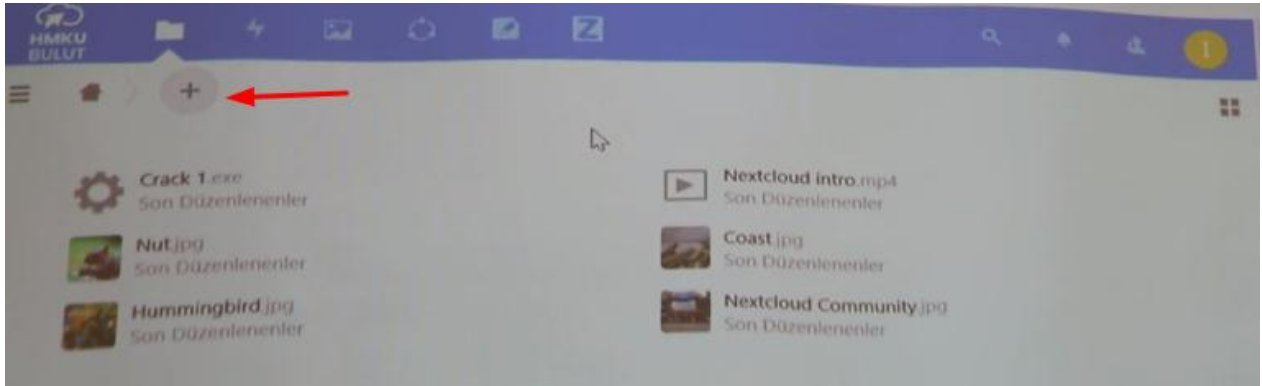 HMKU
BULUT
Z
1
Crack 1.exe
Son Düzenlenenler
Nextcloud intro.mp4
Son Düzenlenenler
Nut.jpg
Son Düzenlenenler
Coast.jpg
Son Düzenlenenler
Hummingbird.jpg
Son Düzenlenenler
Nextcloud Community.jpg
Son Düzenlenenler